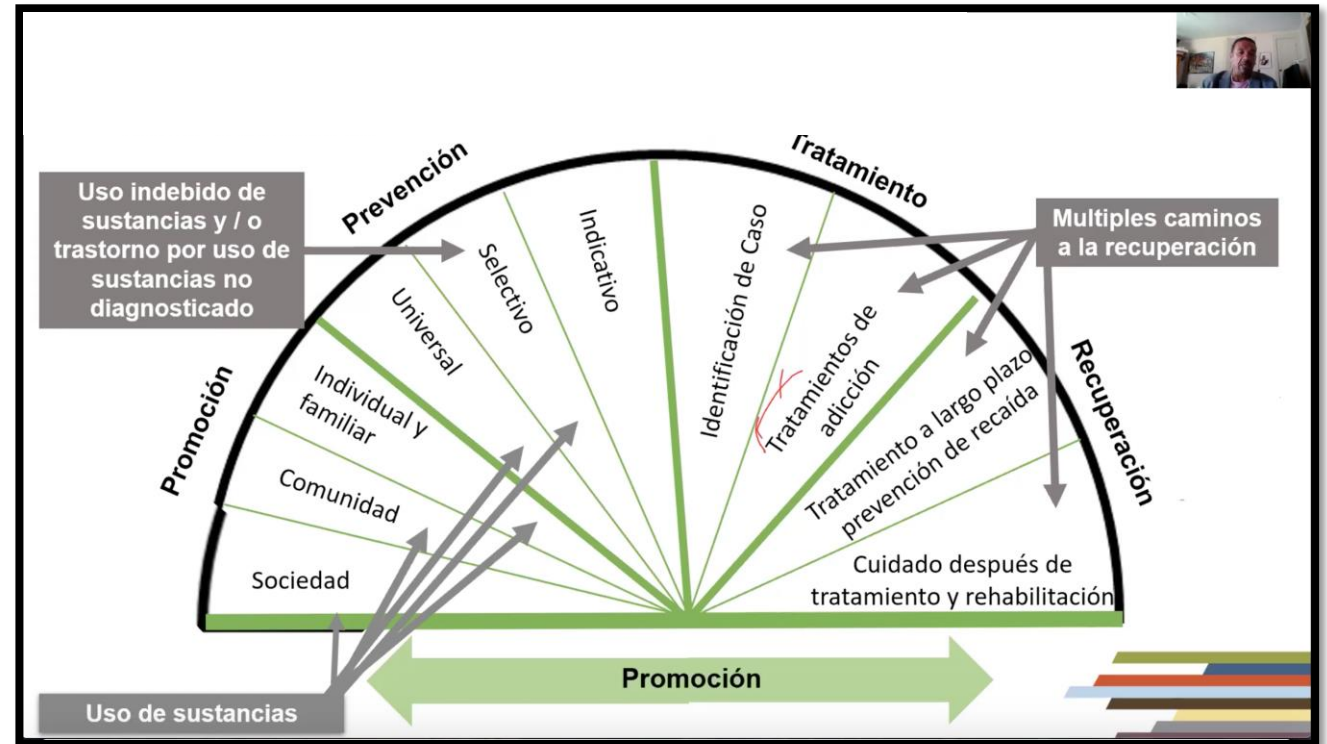 Prevención
Tratamiento
Uso indebido de
sustancias y / o
trastorno por uso de
sustancias no
diagnosticado
Multiples caminos
a la recuperación
Promoción
Recuperación
Sociedad
Comunidad
Individual y
familiar
Universal
Selectivo
Indicativo
Identificación de Caso
Tratamientos de
adicción
Tratamiento a largo plazo
prevención de recaída
Cuidado después de
tratamiento y rehabilitación
Promoción
Uso de sustancias